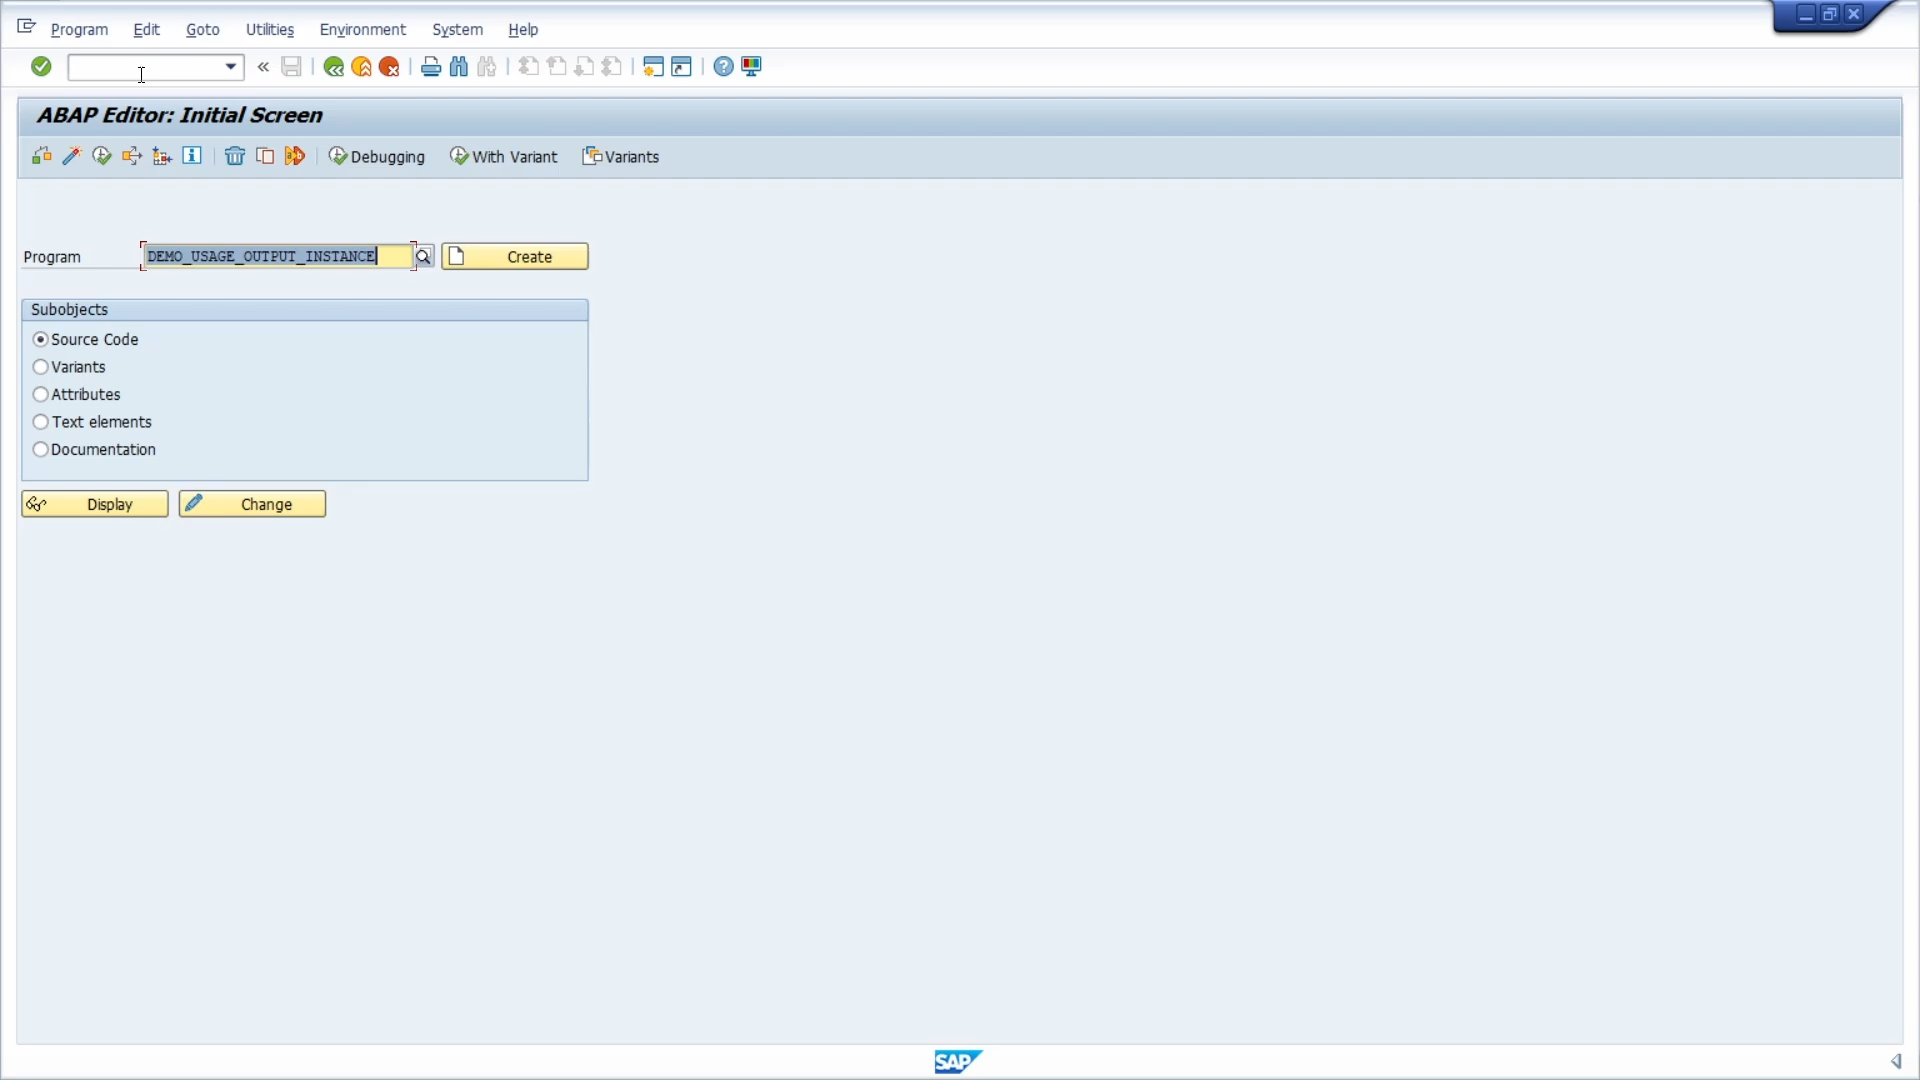 Program Edit Goto Utilities Environment System Help
ABAP Editor: Initial Screen
Debugging With Variant Variants
Program DEMO_USAGE_OUTPUT_INSTANCE Create
Subobjects
Source Code
Variants
Attributes
Text elements
Documentation
Display Change
SAP